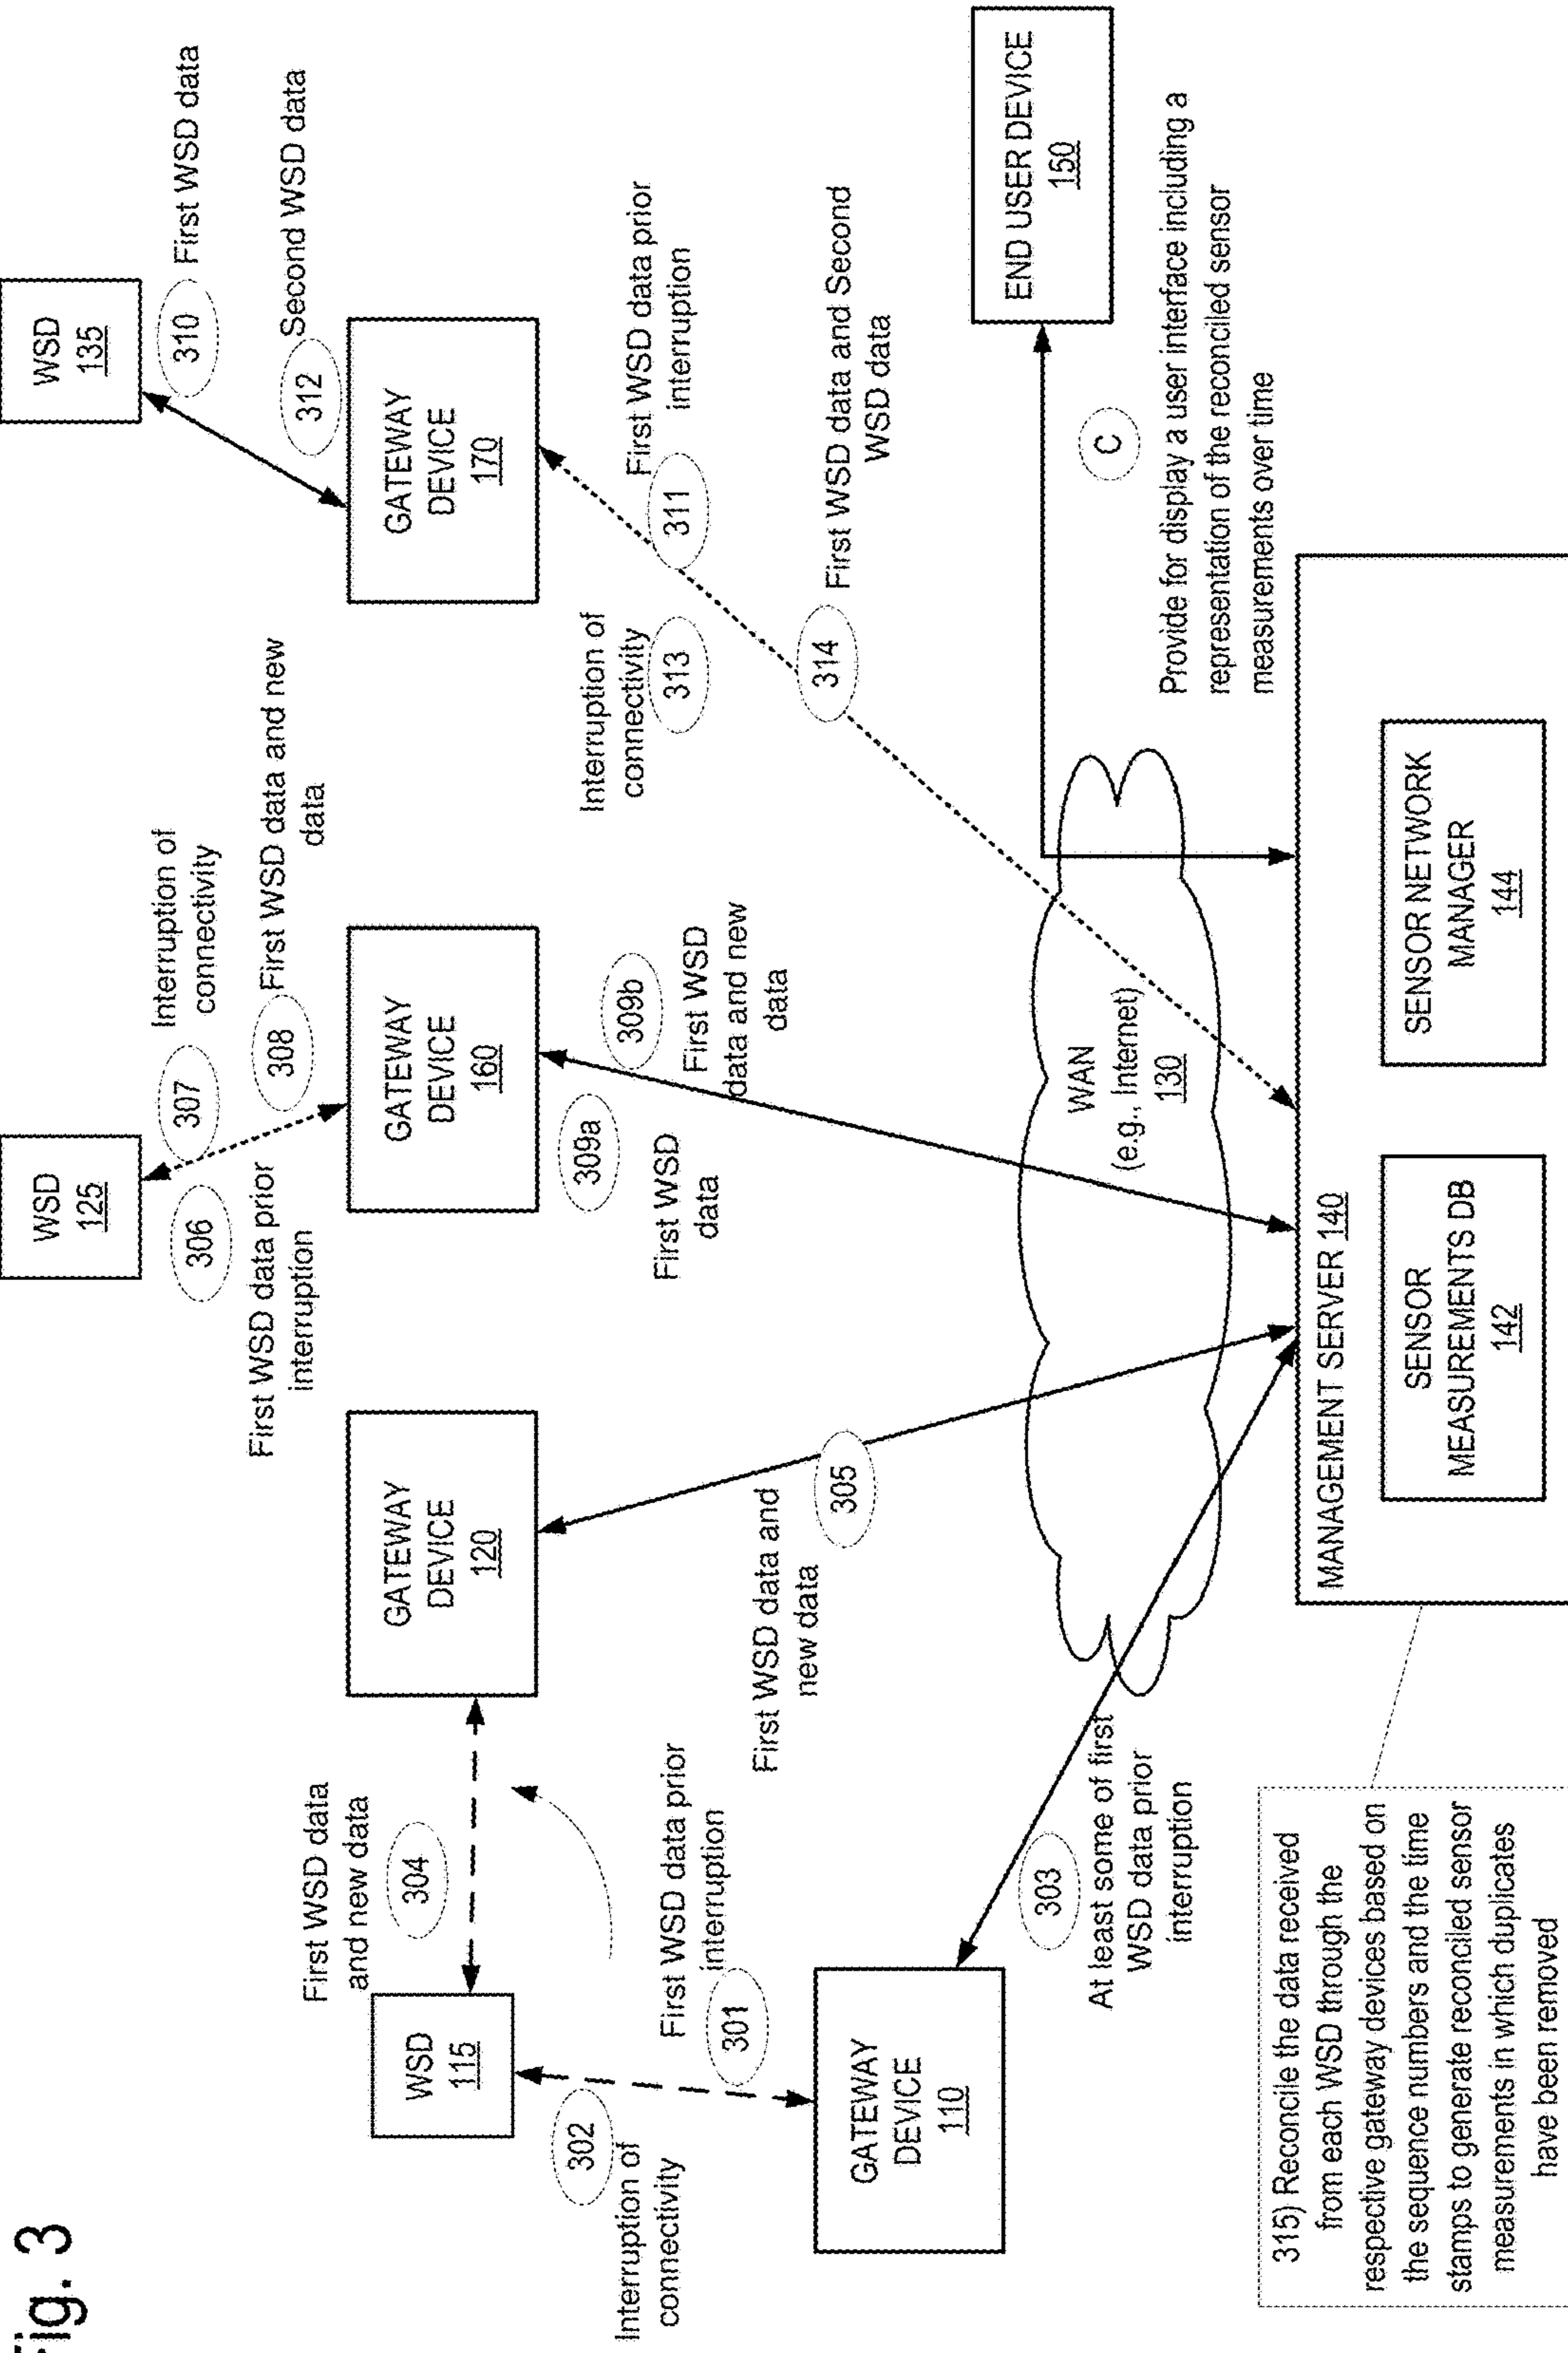 Fig. 3
WSD
115
302
Interruption of
connectivity
301
First WSD data prior
interruption
GATEWAY
DEVICE
110
First WSD data
and new data
304
GATEWAY
DEVICE
120
303
At least some of first
WSD data prior
interruption
First WSD data and
new data
305
WSD
125
306
First WSD data prior
interruption
307
Interruption of
connectivity
308
First WSD data and new
data
GATEWAY
DEVICE
160
309a
First WSD
data
309b
First WSD
data and new
data
WSD
135
310
First WSD data
312
Second WSD data
GATEWAY
DEVICE
170
311
First WSD data prior
interruption
313
Interruption of
connectivity
314
First WSD data and Second
WSD data
WAN
(e.g., Internet)
130
END USER DEVICE
150
C
Provide for display a user interface including a
representation of the reconciled sensor
measurements over time
MANAGEMENT SERVER 140
SENSOR
MEASUREMENTS DB
142
SENSOR NETWORK
MANAGER
144
315) Reconcile the data received
from each WSD through the
respective gateway devices based on
the sequence numbers and the time
stamps to generate reconciled sensor
measurements in which duplicates
have been removed